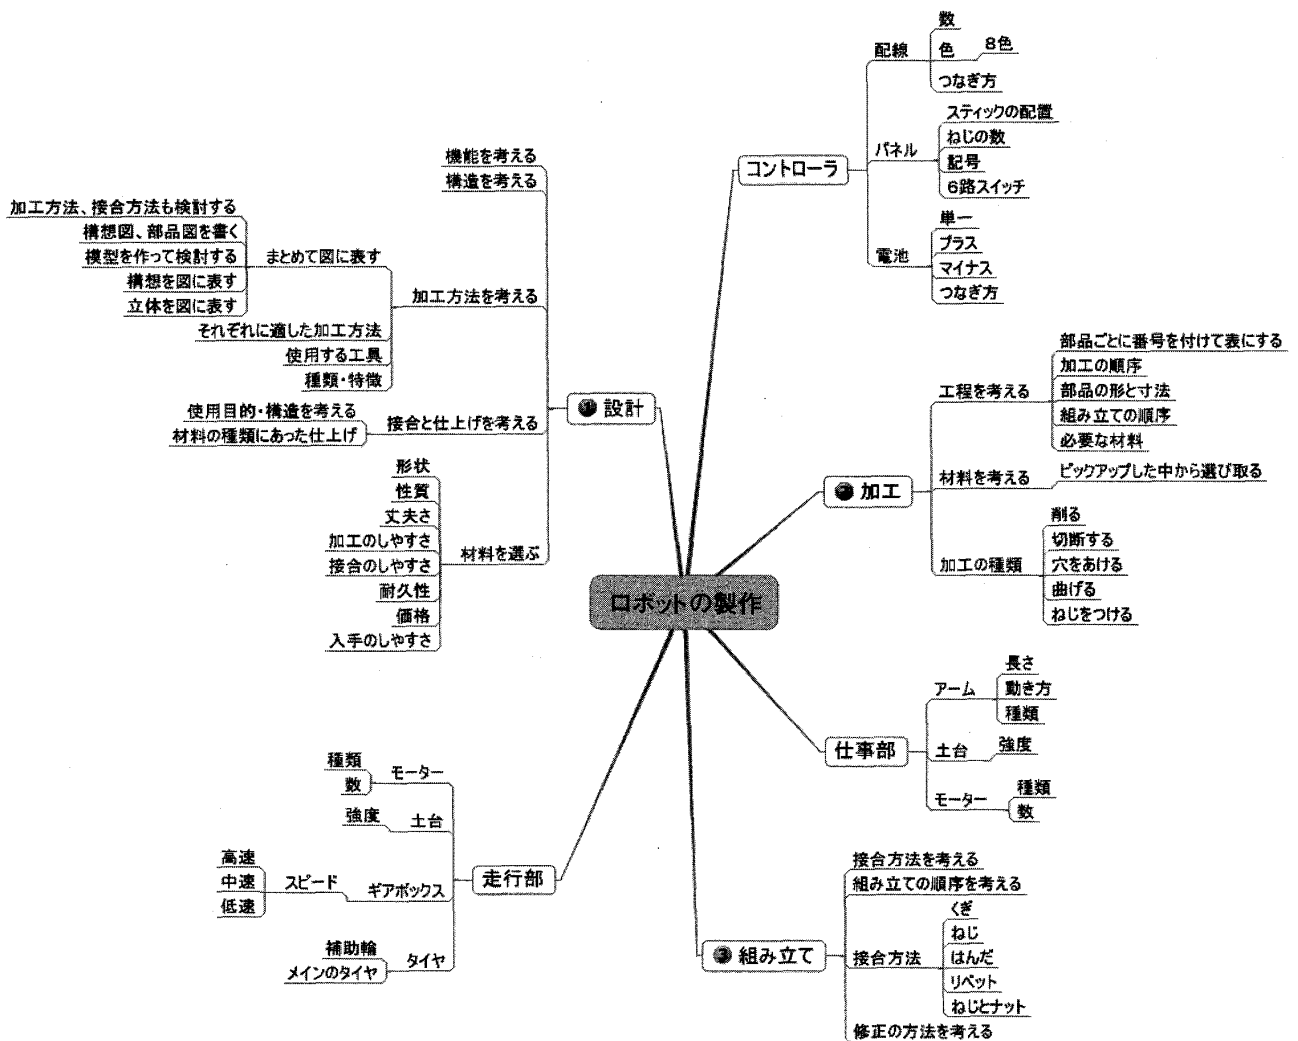 ロボットの製作
コントローラ
配線
数
色
8色
つなぎ方
パネル
スティックの配置
ねじの数
記号
6路スイッチ
電池
単一
プラス
マイナス
つなぎ方
❶ 設計
機能を考える
構造を考える
加工方法を考える
まとめて図に表す
加工方法、接合方法も検討する
構想図、部品図を書く
模型を作って検討する
構想を図に表す
立体を図に表す
それぞれに適した加工方法
使用する工具
種類・特徴
接合と仕上げを考える
使用目的・構造を考える
材料の種類にあった仕上げ
材料を選ぶ
形状
性質
丈夫さ
加工のしやすさ
接合のしやすさ
耐久性
価格
入手のしやすさ
❷ 加工
工程を考える
部品ごとに番号を付けて表にする
加工の順序
部品の形と寸法
組み立ての順序
必要な材料
材料を考える
ピックアップした中から選び取る
加工の種類
削る
切断する
穴をあける
曲げる
ねじをつける
仕事部
アーム
長さ
動き方
種類
土台
強度
モーター
種類
数
走行部
モーター
種類
数
土台
強度
ギアボックス
スピード
高速
中速
低速
タイヤ
補助輪
メインのタイヤ
❸ 組み立て
接合方法を考える
組み立ての順序を考える
接合方法
くぎ
ねじ
はんだ
リベット
ねじとナット
修正の方法を考える